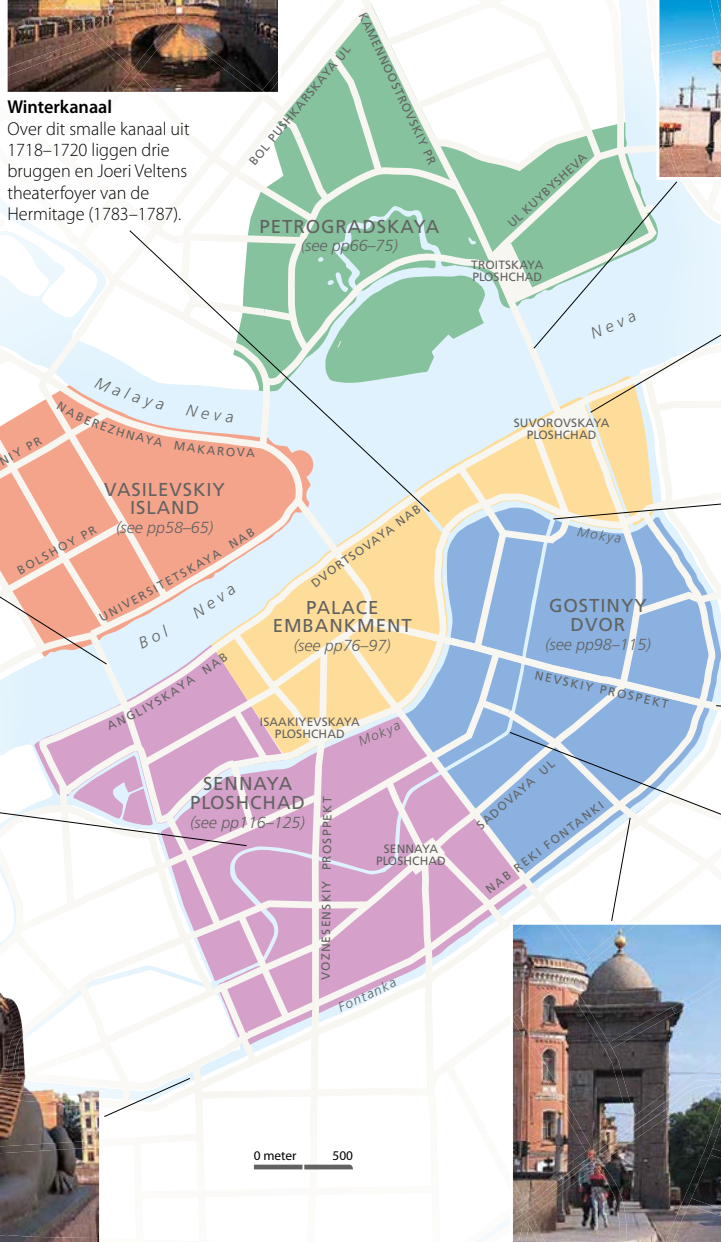 Winterkanaal
Over dit smalle kanaal uit
1718–1720 liggen drie
bruggen en Joeri Veltens
theaterfoyer van de
Hermitage (1783–1787).
BOL PUSHKARSKAYA UL
KAMENNOOSTROVSKIY PR
UL KUYBYSHEVA
PETROGRADSKAYA
(see pp66–75)
TROITSKAYA
PLOSHCHAD
Neva
Malaya Neva
NABEREZHNAYA MAKAROVA
SUVOROVSKAYA
PLOSHCHAD
NIY PR
VASILEVSKIY
ISLAND
(see pp58–65)
BOLSHOY PR
UNIVERSITETSKAYA NAB
DVORTSOVAYA NAB
Mokya
Bol Neva
PALACE
EMBANKMENT
(see pp76–97)
GOSTINYY
DVOR
(see pp98–115)
NEVSKIY PROSPEKT
ANGLIYSKAYA NAB
ISAAKIYEVSKAYA
PLOSHCHAD
Mokya
SENNAYA
PLOSHCHAD
(see pp116–125)
SADOVAYA UL
VOZNESENSKIY PROSPPEKT
SENNAYA
PLOSHCHAD
NAB REKI FONTANKI
Fontanka
0 meter 500